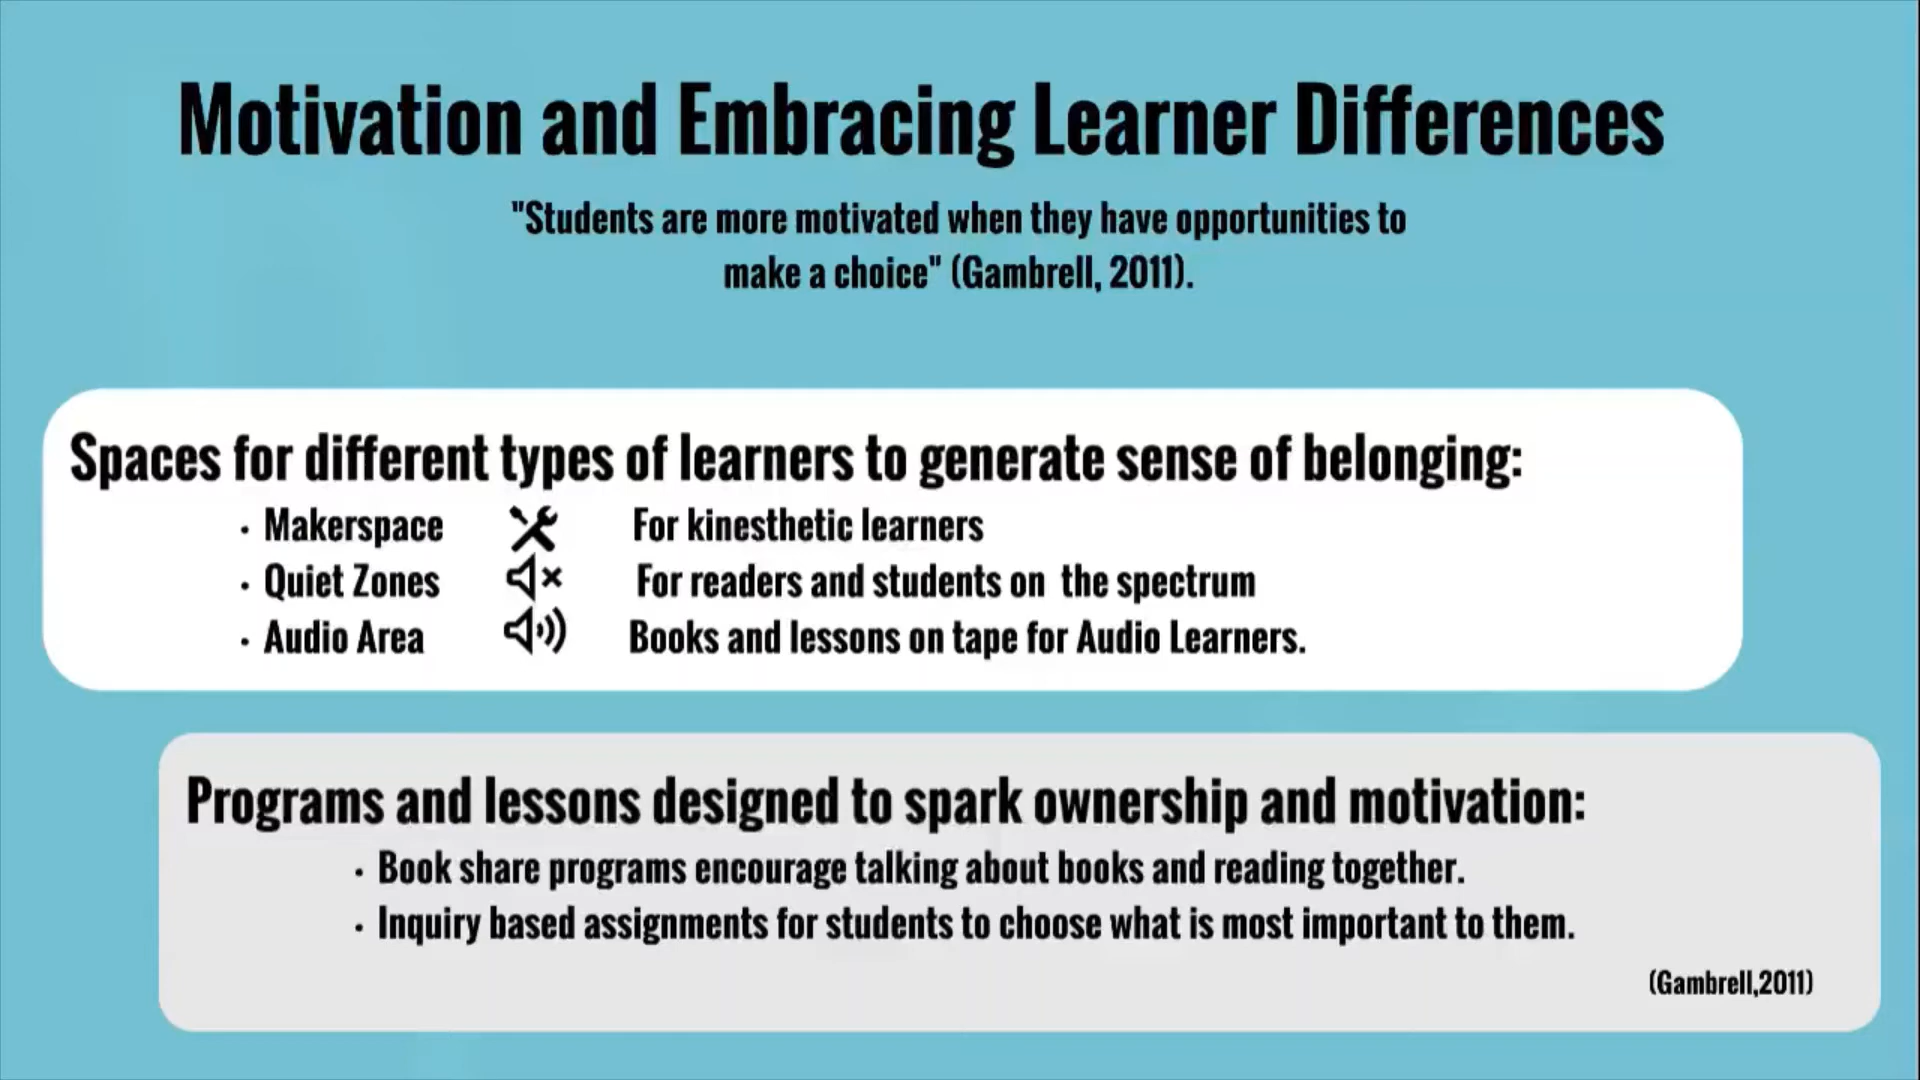 Motivation and Embracing Learner Differences
"Students are more motivated when they have opportunities to
make a choice" (Gambrell, 2011).
Spaces for different types of learners to generate sense of belonging:
· Makerspace For kinesthetic learners
· Quiet Zones For readers and students on the spectrum
· Audio Area Books and lessons on tape for Audio Learners.
Programs and lessons designed to spark ownership and motivation:
· Book share programs encourage talking about books and reading together.
· Inquiry based assignments for students to choose what is most important to them.
(Gambrell,2011)